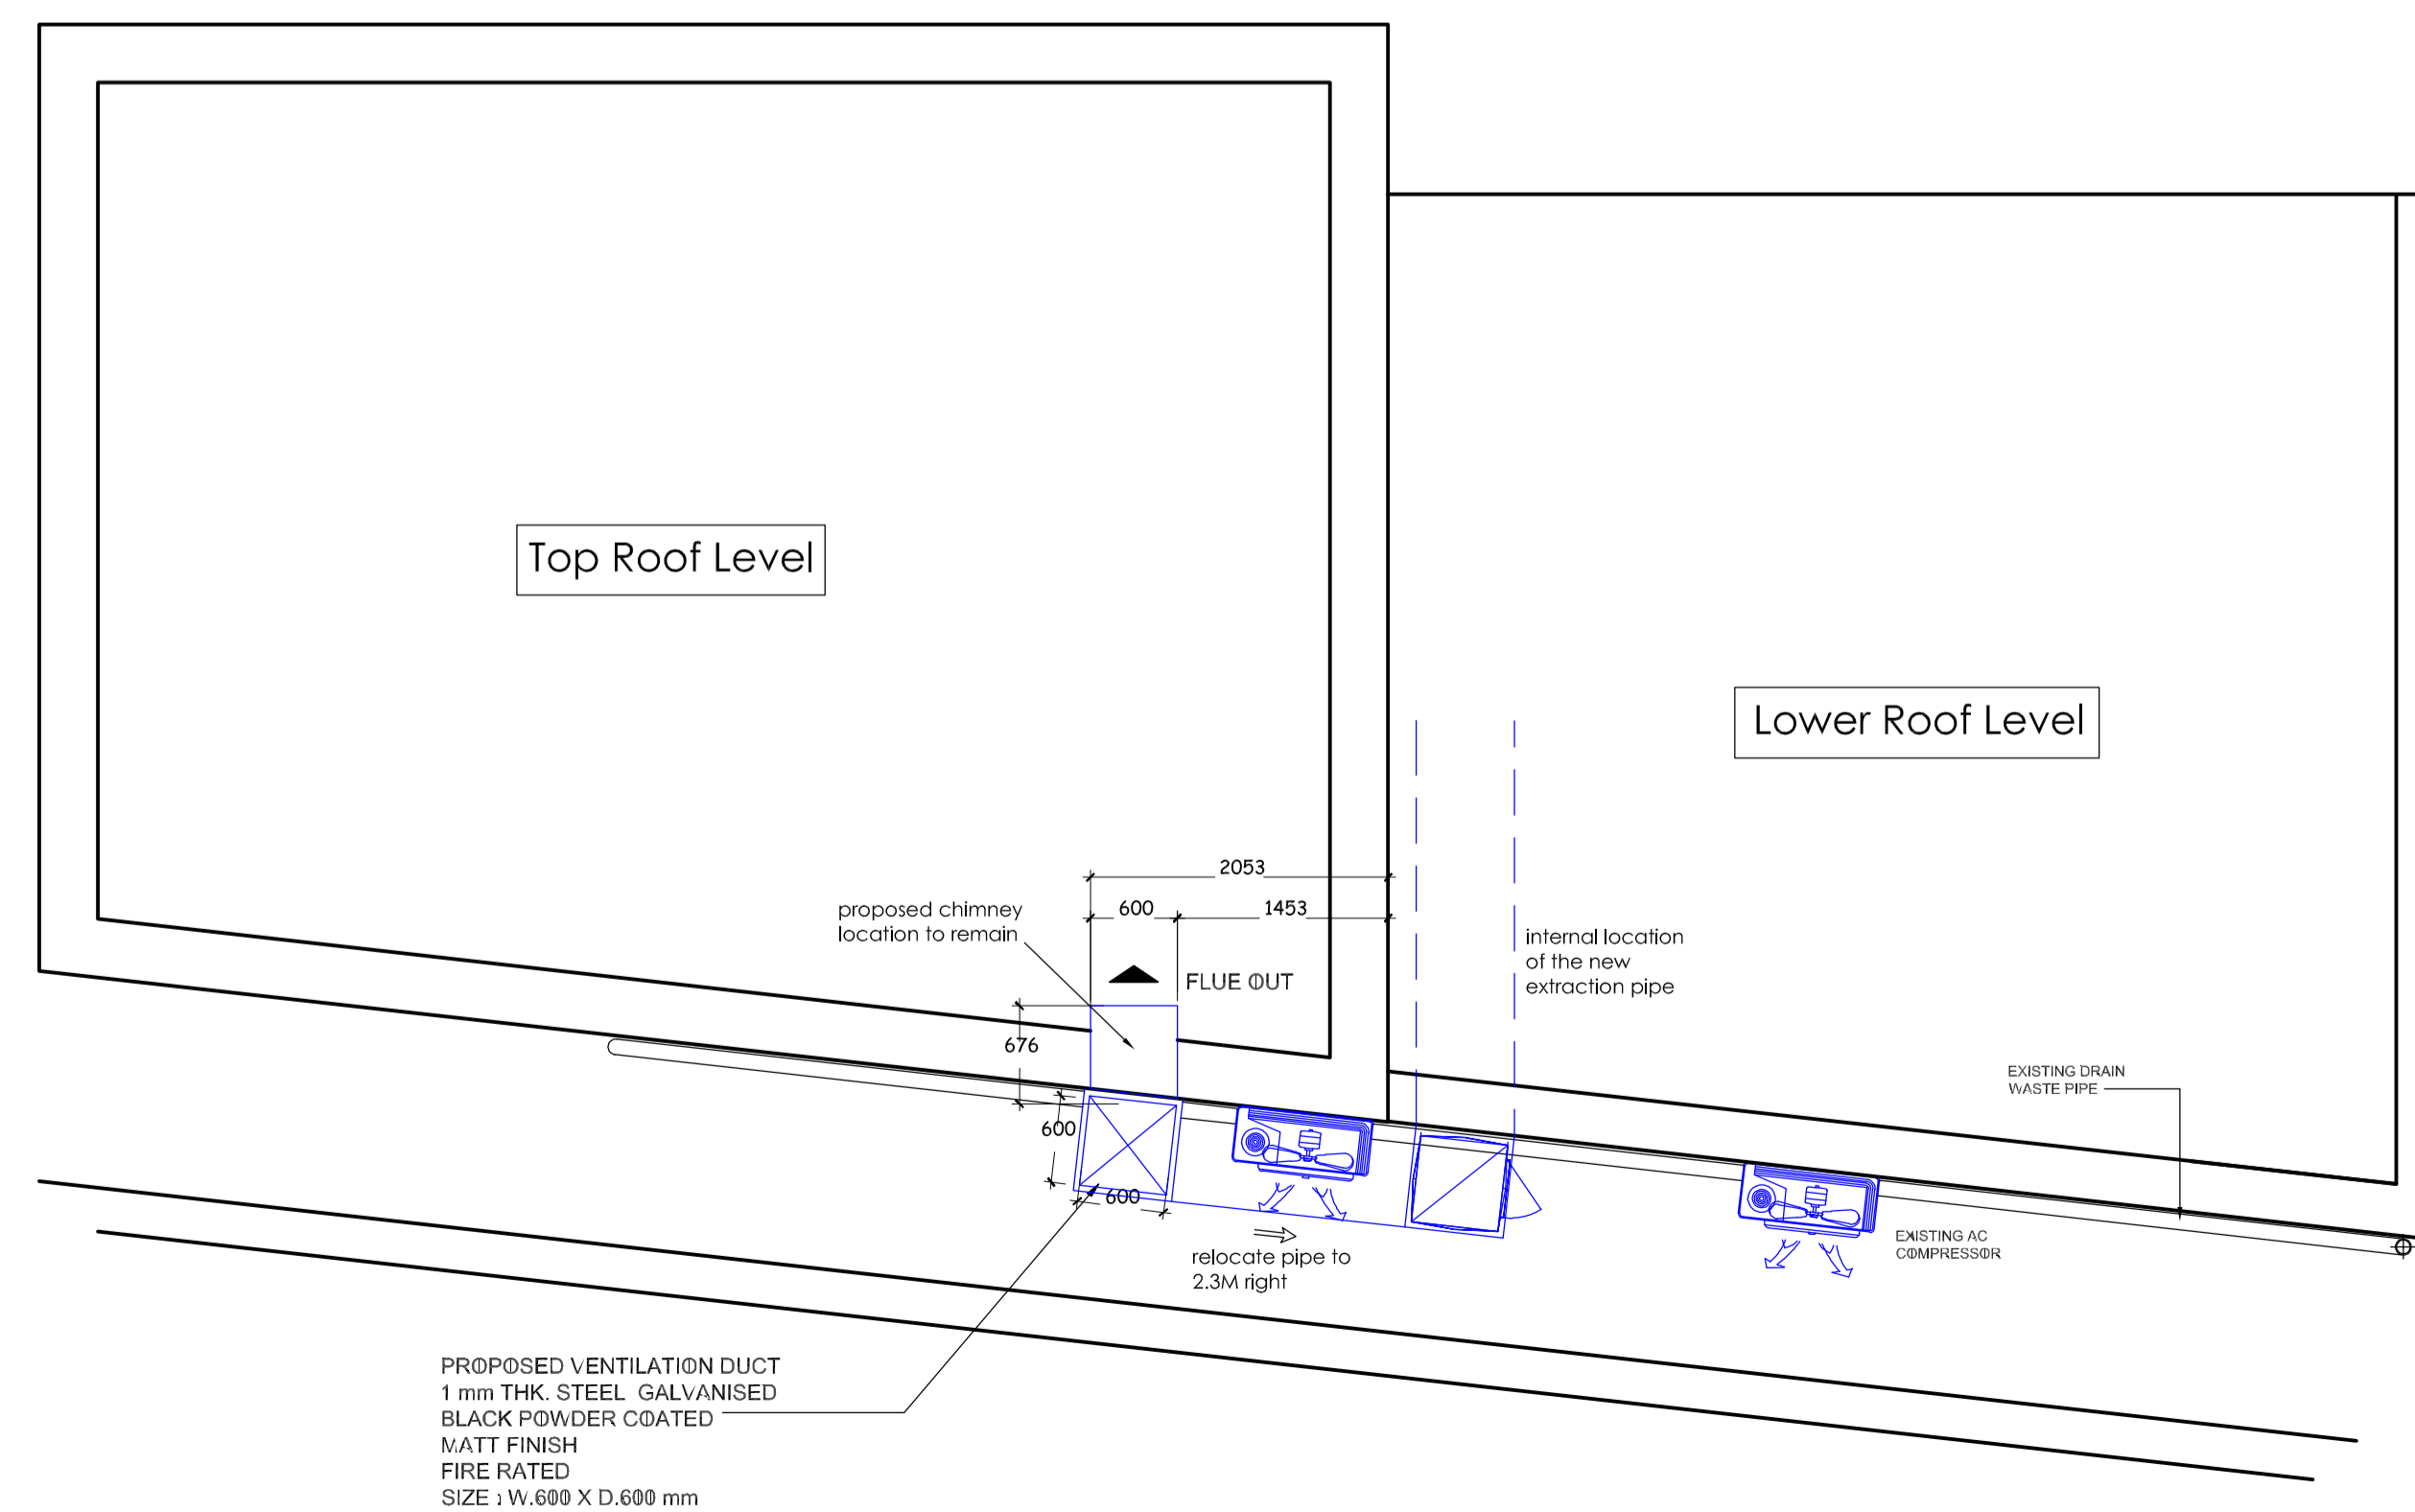 Top Roof Level
Lower Roof Level
2053
600
1453
proposed chimney
location to remain
FLUE OUT
internal location
of the new
extraction pipe
676
600
600
EXISTING DRAIN
WASTE PIPE
EXISTING AC
COMPRESSOR
relocate pipe to
2.3M right
PROPOSED VENTILATION DUCT
1 mm THK. STEEL GALVANISED
BLACK POWDER COATED
MATT FINISH
FIRE RATED
SIZE : W.600 X D.600 mm